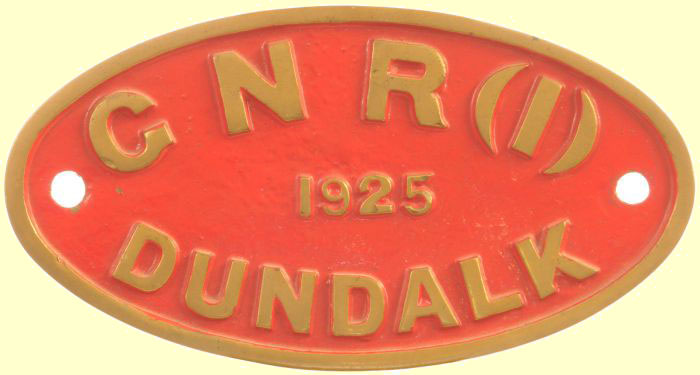 GNR(I)
1925
DUNDALK